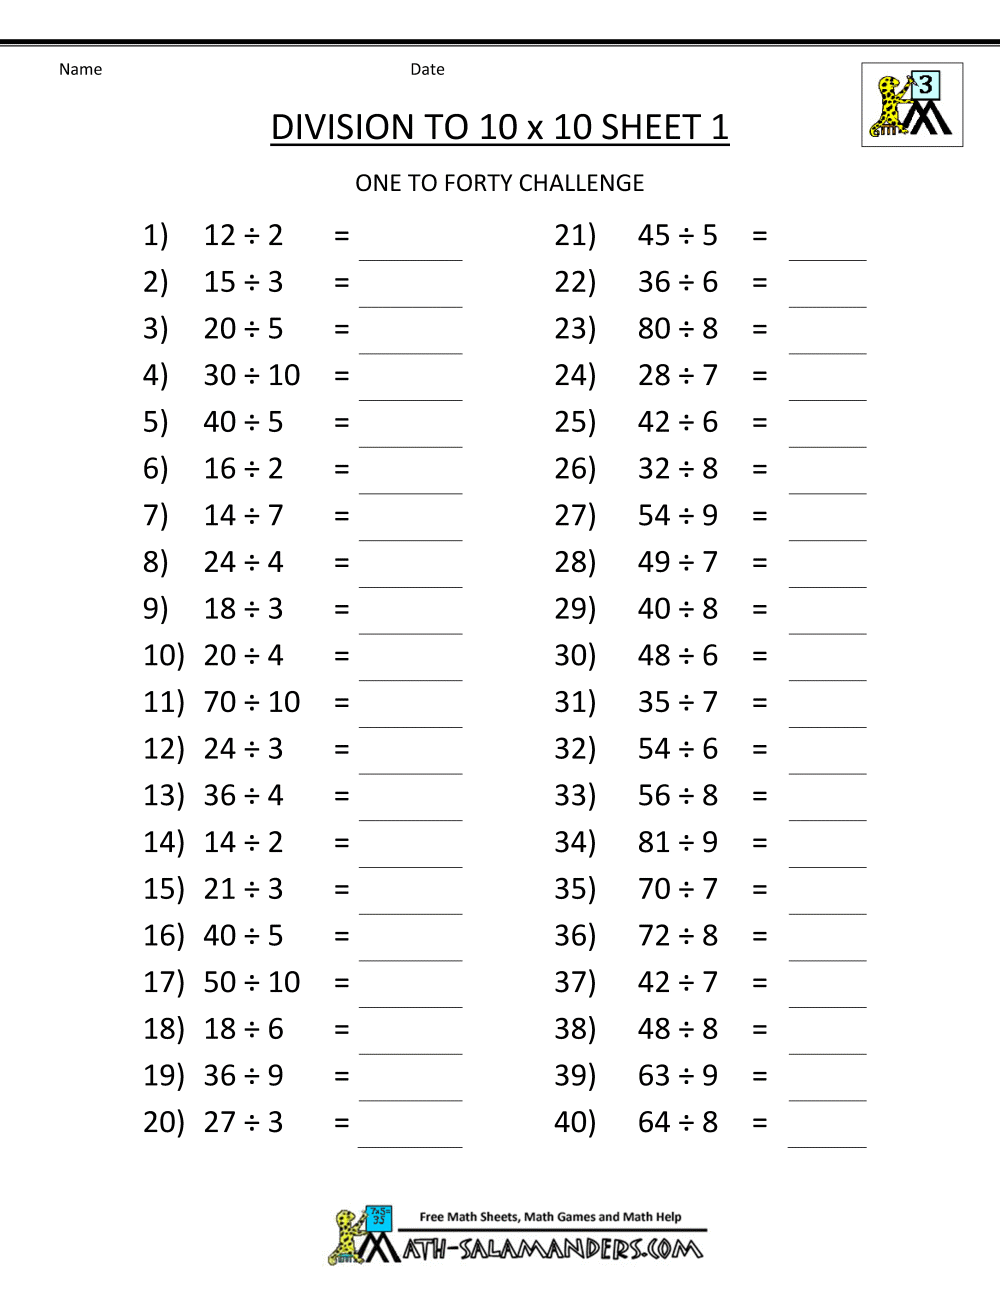 Name Date
3
DIVISION TO 10 x 10 SHEET 1
ONE TO FORTY CHALLENGE
1) 12 ÷ 2 =
2) 15 ÷ 3 =
3) 20 ÷ 5 =
4) 30 ÷ 10 =
5) 40 ÷ 5 =
6) 16 ÷ 2 =
7) 14 ÷ 7 =
8) 24 ÷ 4 =
9) 18 ÷ 3 =
10) 20 ÷ 4 =
11) 70 ÷ 10 =
12) 24 ÷ 3 =
13) 36 ÷ 4 =
14) 14 ÷ 2 =
15) 21 ÷ 3 =
16) 40 ÷ 5 =
17) 50 ÷ 10 =
18) 18 ÷ 6 =
19) 36 ÷ 9 =
20) 27 ÷ 3 =
21) 45 ÷ 5 =
22) 36 ÷ 6 =
23) 80 ÷ 8 =
24) 28 ÷ 7 =
25) 42 ÷ 6 =
26) 32 ÷ 8 =
27) 54 ÷ 9 =
28) 49 ÷ 7 =
29) 40 ÷ 8 =
30) 48 ÷ 6 =
31) 35 ÷ 7 =
32) 54 ÷ 6 =
33) 56 ÷ 8 =
34) 81 ÷ 9 =
35) 70 ÷ 7 =
36) 72 ÷ 8 =
37) 42 ÷ 7 =
38) 48 ÷ 8 =
39) 63 ÷ 9 =
40) 64 ÷ 8 =
7x5=
35
Free Math Sheets, Math Games and Math Help
MATH-SALAMANDERS.COM